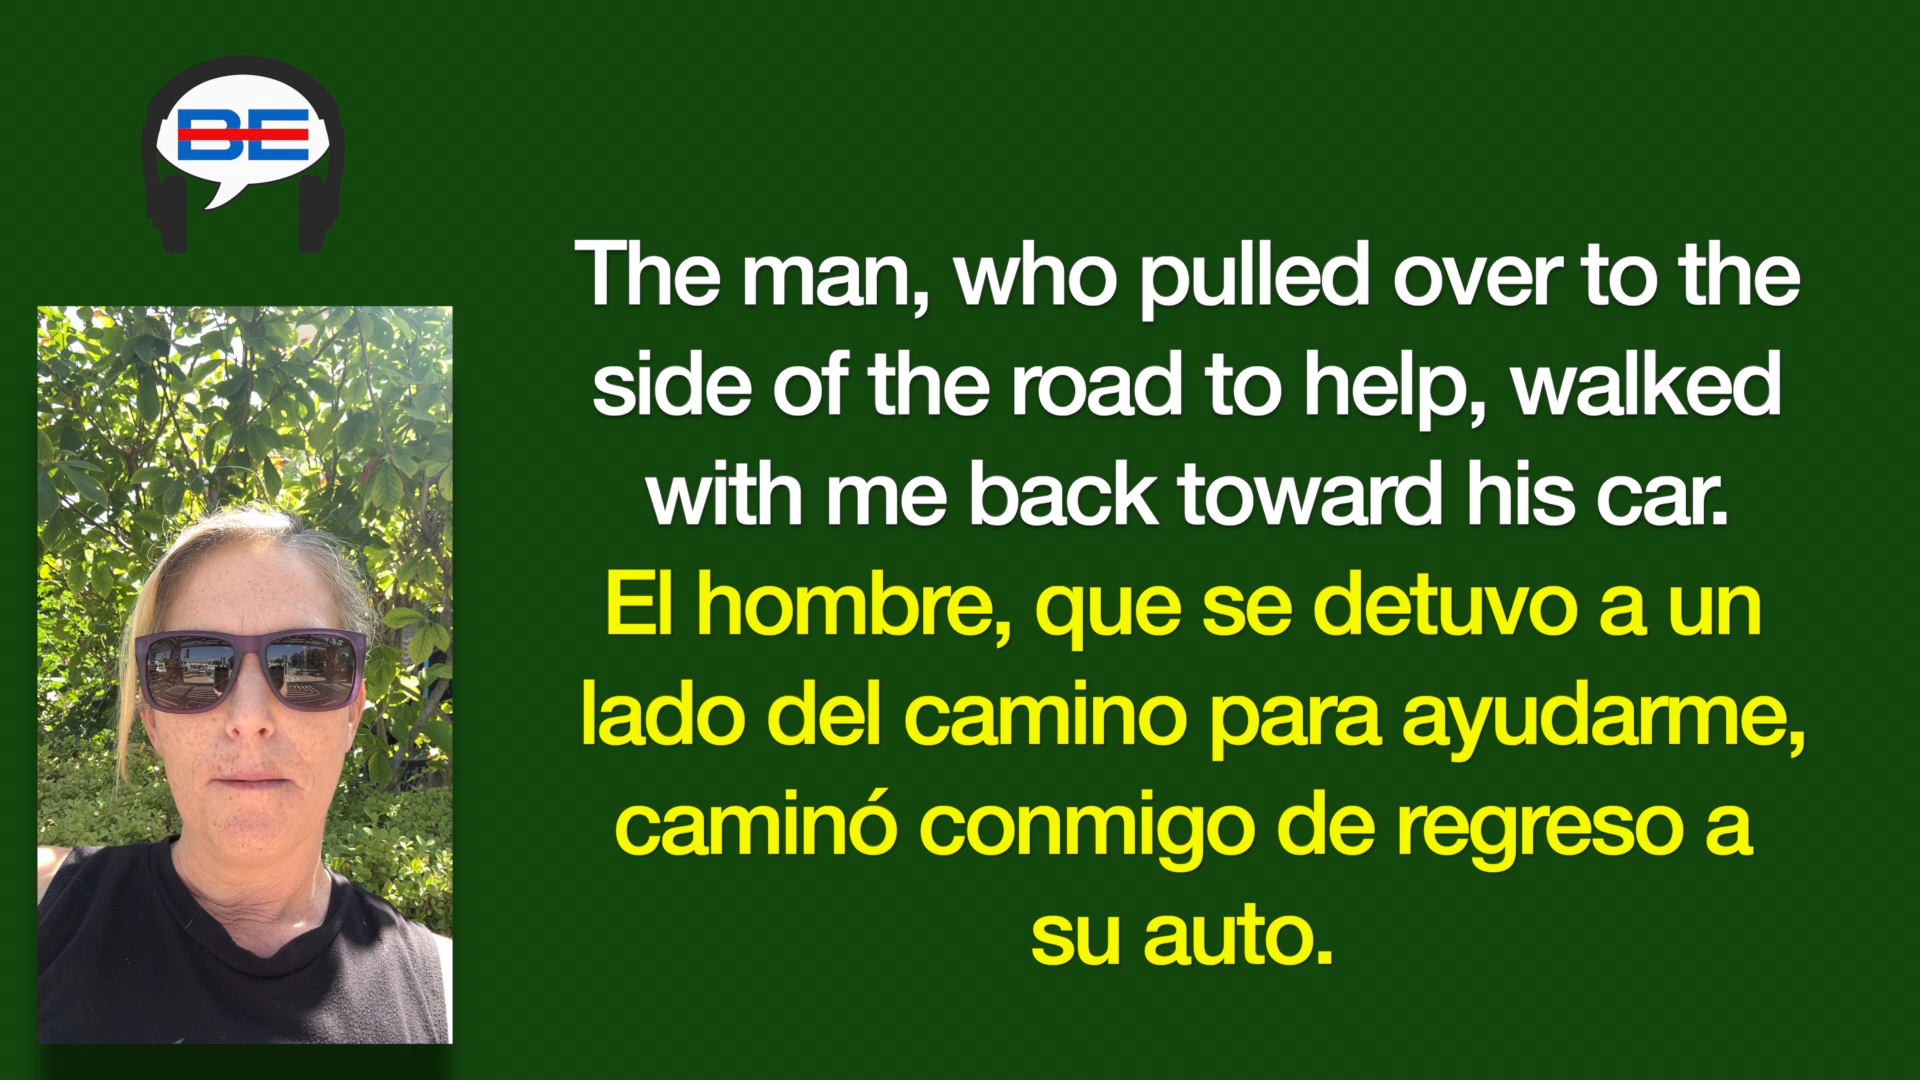 BE
The man, who pulled over to the
side of the road to help, walked
with me back toward his car.
El hombre, que se detuvo a un
lado del camino para ayudarme,
caminó conmigo de regreso a
su auto.